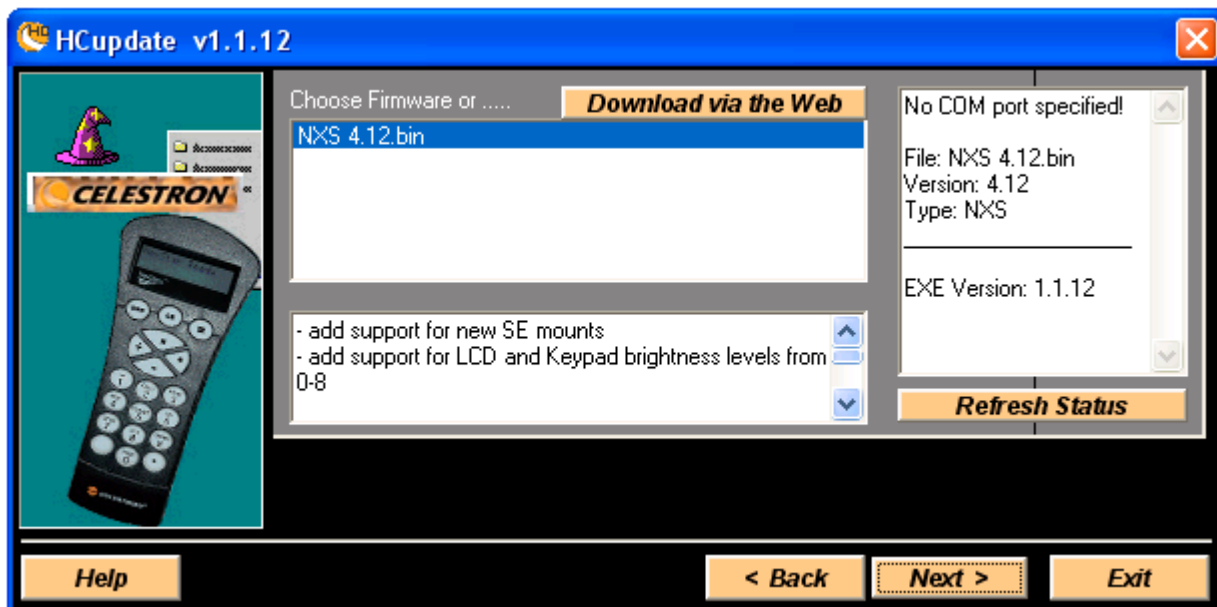 HCupdate v1.1.12
Choose Firmware or .....
Download via the Web
NXS 4.12.bin
- add support for new SE mounts
- add support for LCD and Keypad brightness levels from
0-8
No COM port specified!
File: NXS 4.12.bin
Version: 4.12
Type: NXS
EXE Version: 1.1.12
Refresh Status
CELESTRON
Help
< Back
Next >
Exit